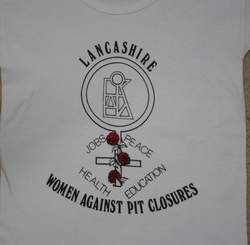 LANCASHIRE
JOBS PEACE
HEALTH EDUCATION
WOMEN AGAINST PIT CLOSURES